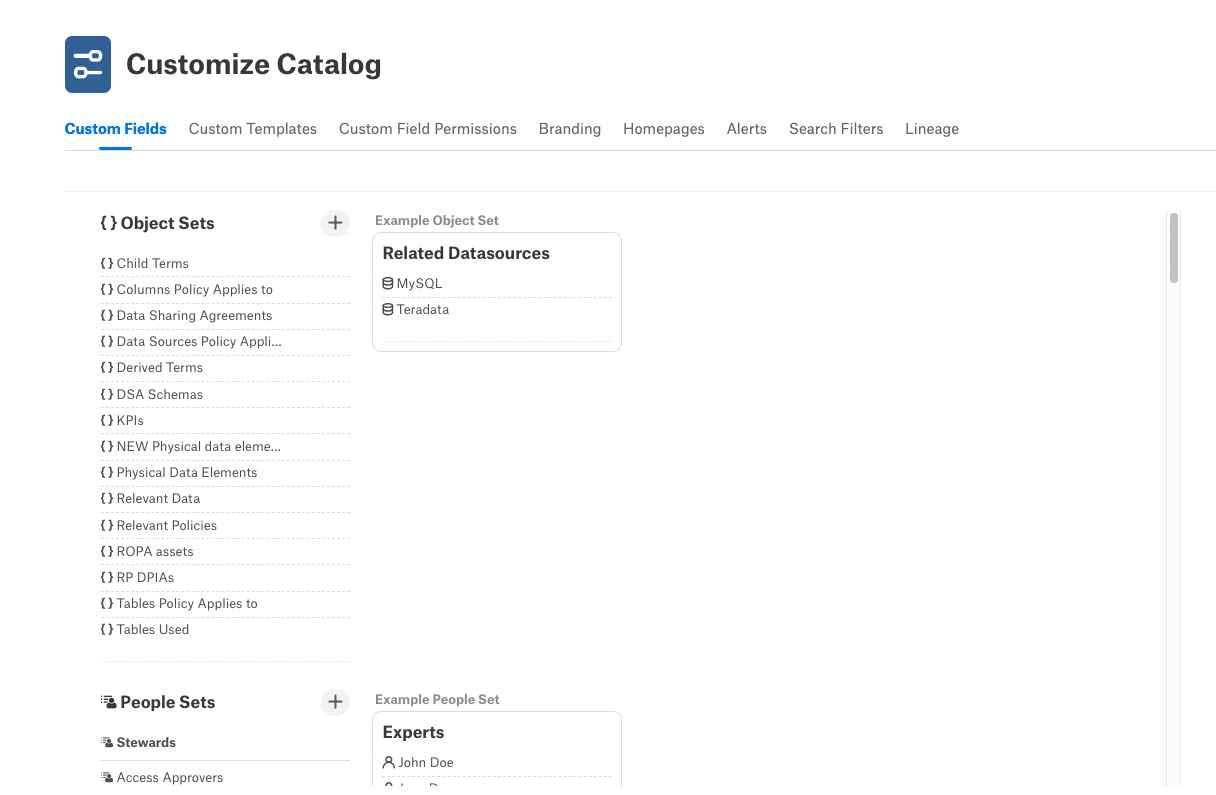 Customize Catalog
Custom Fields Custom Templates Custom Field Permissions Branding Homepages Alerts Search Filters Lineage
{ } Object Sets
{ } Child Terms
{ } Columns Policy Applies to
{ } Data Sharing Agreements
{ } Data Sources Policy Appli...
{ } Derived Terms
{ } DSA Schemas
{ } KPIs
{ } NEW Physical data eleme...
{ } Physical Data Elements
{ } Relevant Data
{ } Relevant Policies
{ } ROPA assets
{ } RP DPIAs
{ } Tables Policy Applies to
{ } Tables Used
Example Object Set
Related Datasources
MySQL
Teradata
People Sets
Stewards
Access Approvers
Example People Set
Experts
John Doe